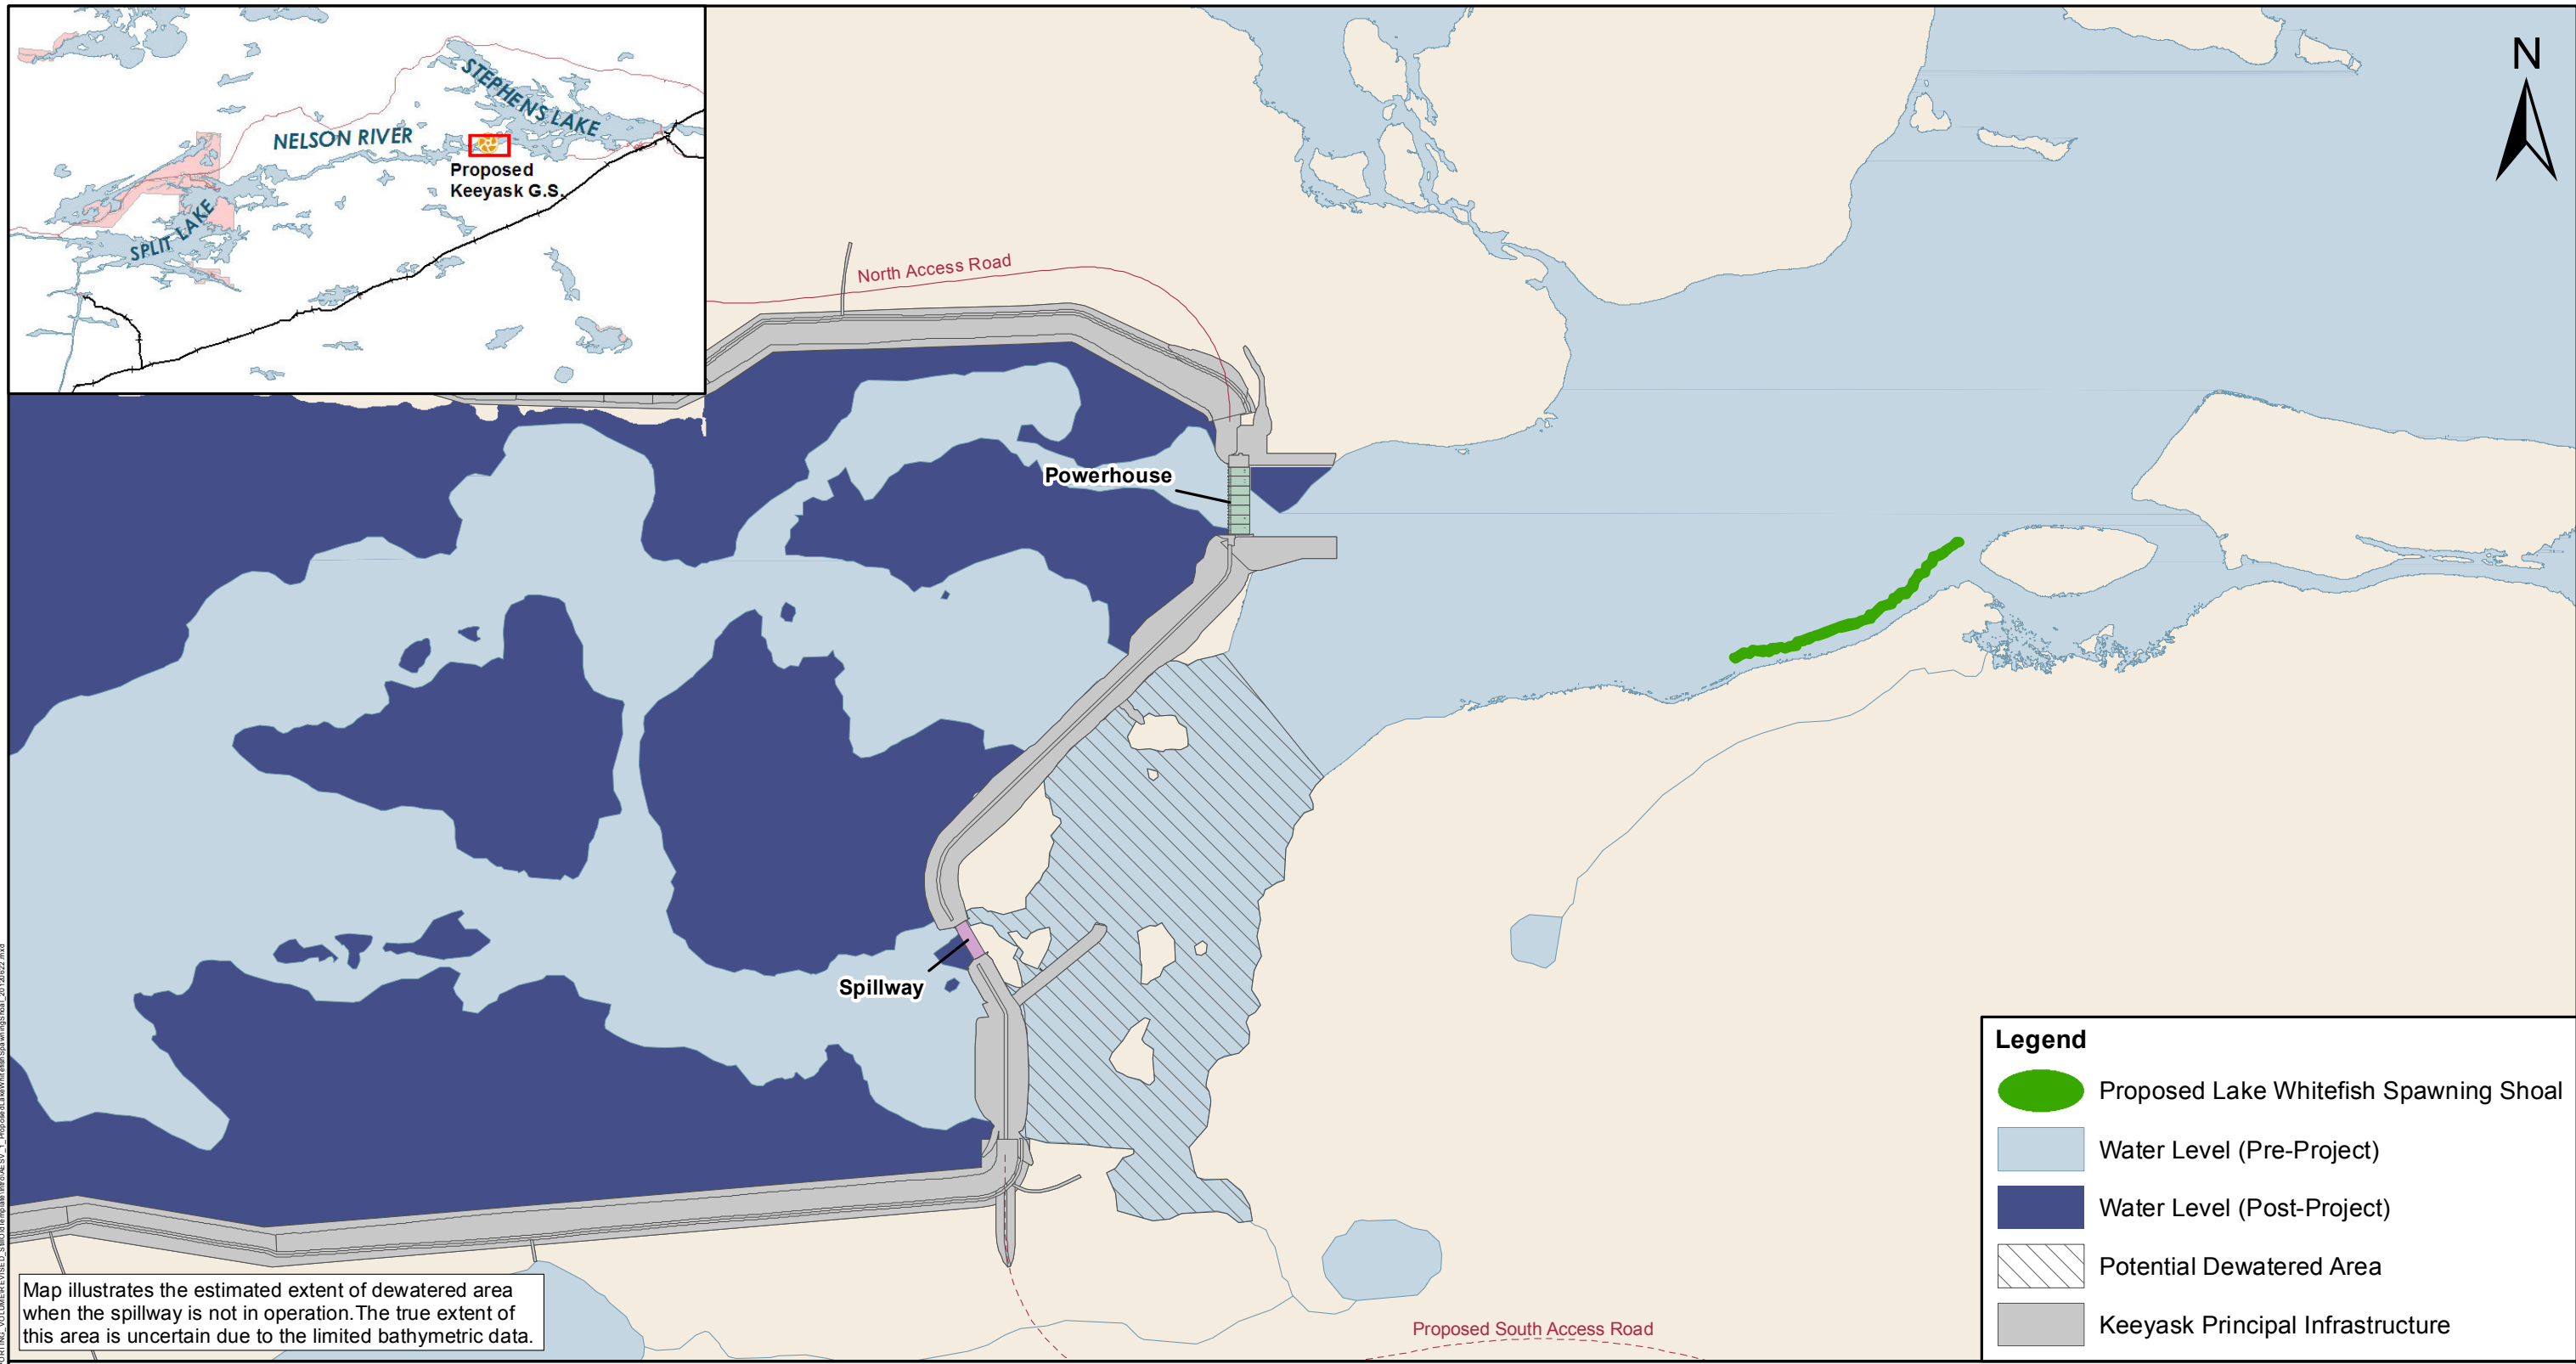 STEPHENS LAKE
NELSON RIVER
Proposed
Keeyask G.S.
SPLIT LAKE
N
North Access Road
Powerhouse
Spillway
Legend
Proposed Lake Whitefish Spawning Shoal
Water Level (Pre-Project)
Water Level (Post-Project)
Potential Dewatered Area
Keeyask Principal Infrastructure
Map illustrates the estimated extent of dewatered area
when the spillway is not in operation.The true extent of
this area is uncertain due to the limited bathymetric data.
Proposed South Access Road